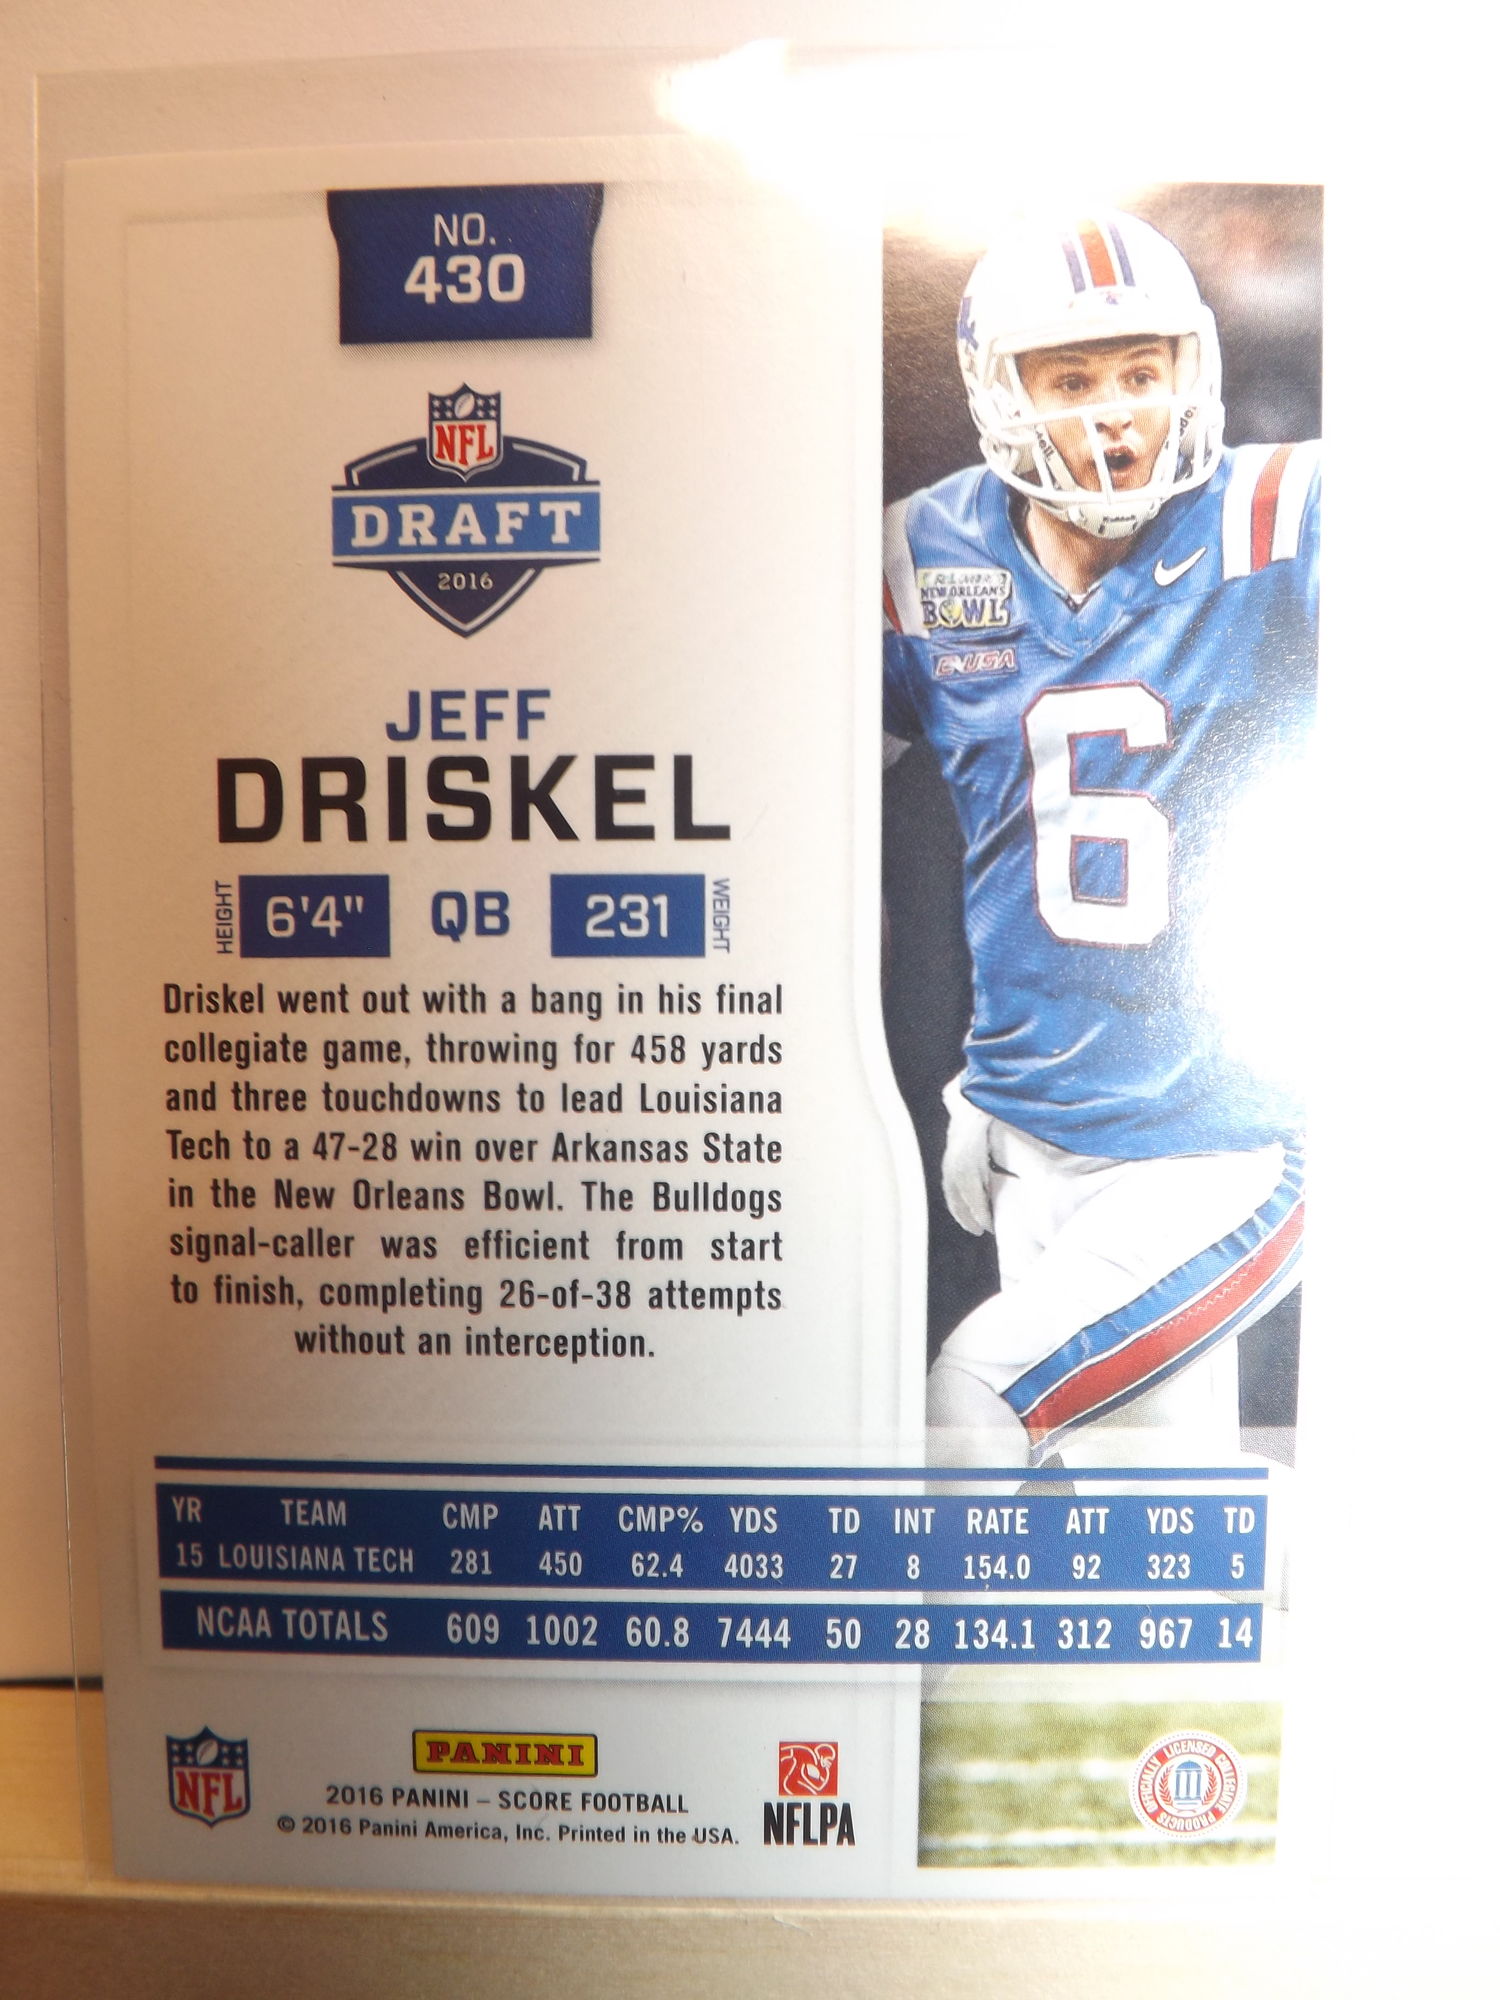 NO.
430
NFL
DRAFT
2016
JEFF
DRISKEL
HEIGHT 6'4" QB 231 WEIGHT
Driskel went out with a bang in his final
collegiate game, throwing for 458 yards
and three touchdowns to lead Louisiana
Tech to a 47-28 win over Arkansas State
in the New Orleans Bowl. The Bulldogs
signal-caller was efficient from start
to finish, completing 26-of-38 attempts
without an interception.
NEW ORLEANS
BOWL
C-USA
6
Riddell
YR TEAM CMP ATT CMP% YDS TD INT RATE ATT YDS TD
15 LOUISIANA TECH 281 450 62.4 4033 27 8 154.0 92 323 5
NCAA TOTALS 609 1002 60.8 7444 50 28 134.1 312 967 14
NFL
PANINI
2016 PANINI – SCORE FOOTBALL
© 2016 Panini America, Inc. Printed in the USA.
NFLPA
OFFICIALLY LICENSED COLLEGIATE PRODUCTS